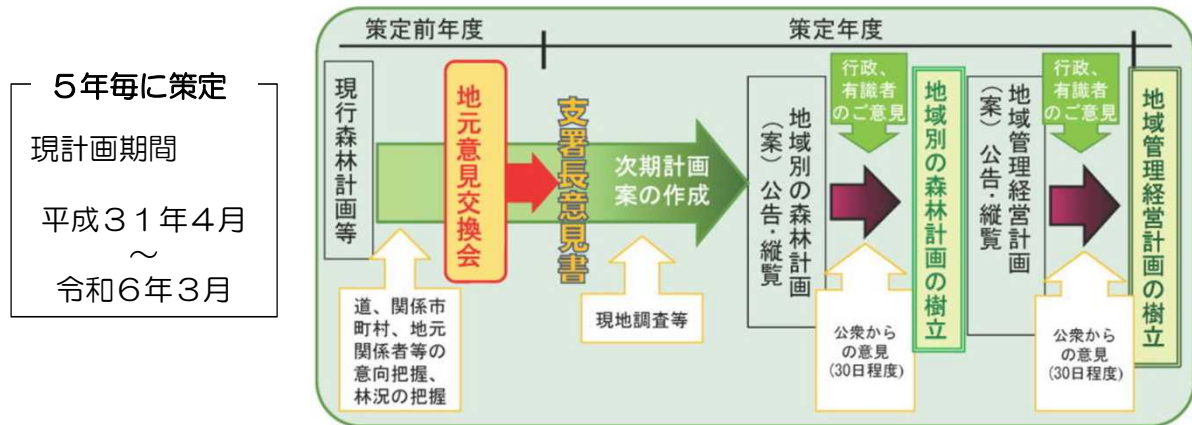 ５年毎に策定
現計画期間
平成３１年４月
～
令和６年３月
策定前年度
策定年度
現行森林計画等
地元意見交換会
支署長意見書
次期計画
案の作成
地域別の森林計画
（案）公告・縦覧
行政、
有識者
のご意見
地域別の森林計画の樹立
地域管理経営計画
（案）公告・縦覧
行政、
有識者
のご意見
地域管理経営計画の樹立
道、関係市
町村、地元
関係者等の
意向把握、
林況の把握
現地調査等
公衆から
の意見
(30日程度)
公衆から
の意見
(30日程度)